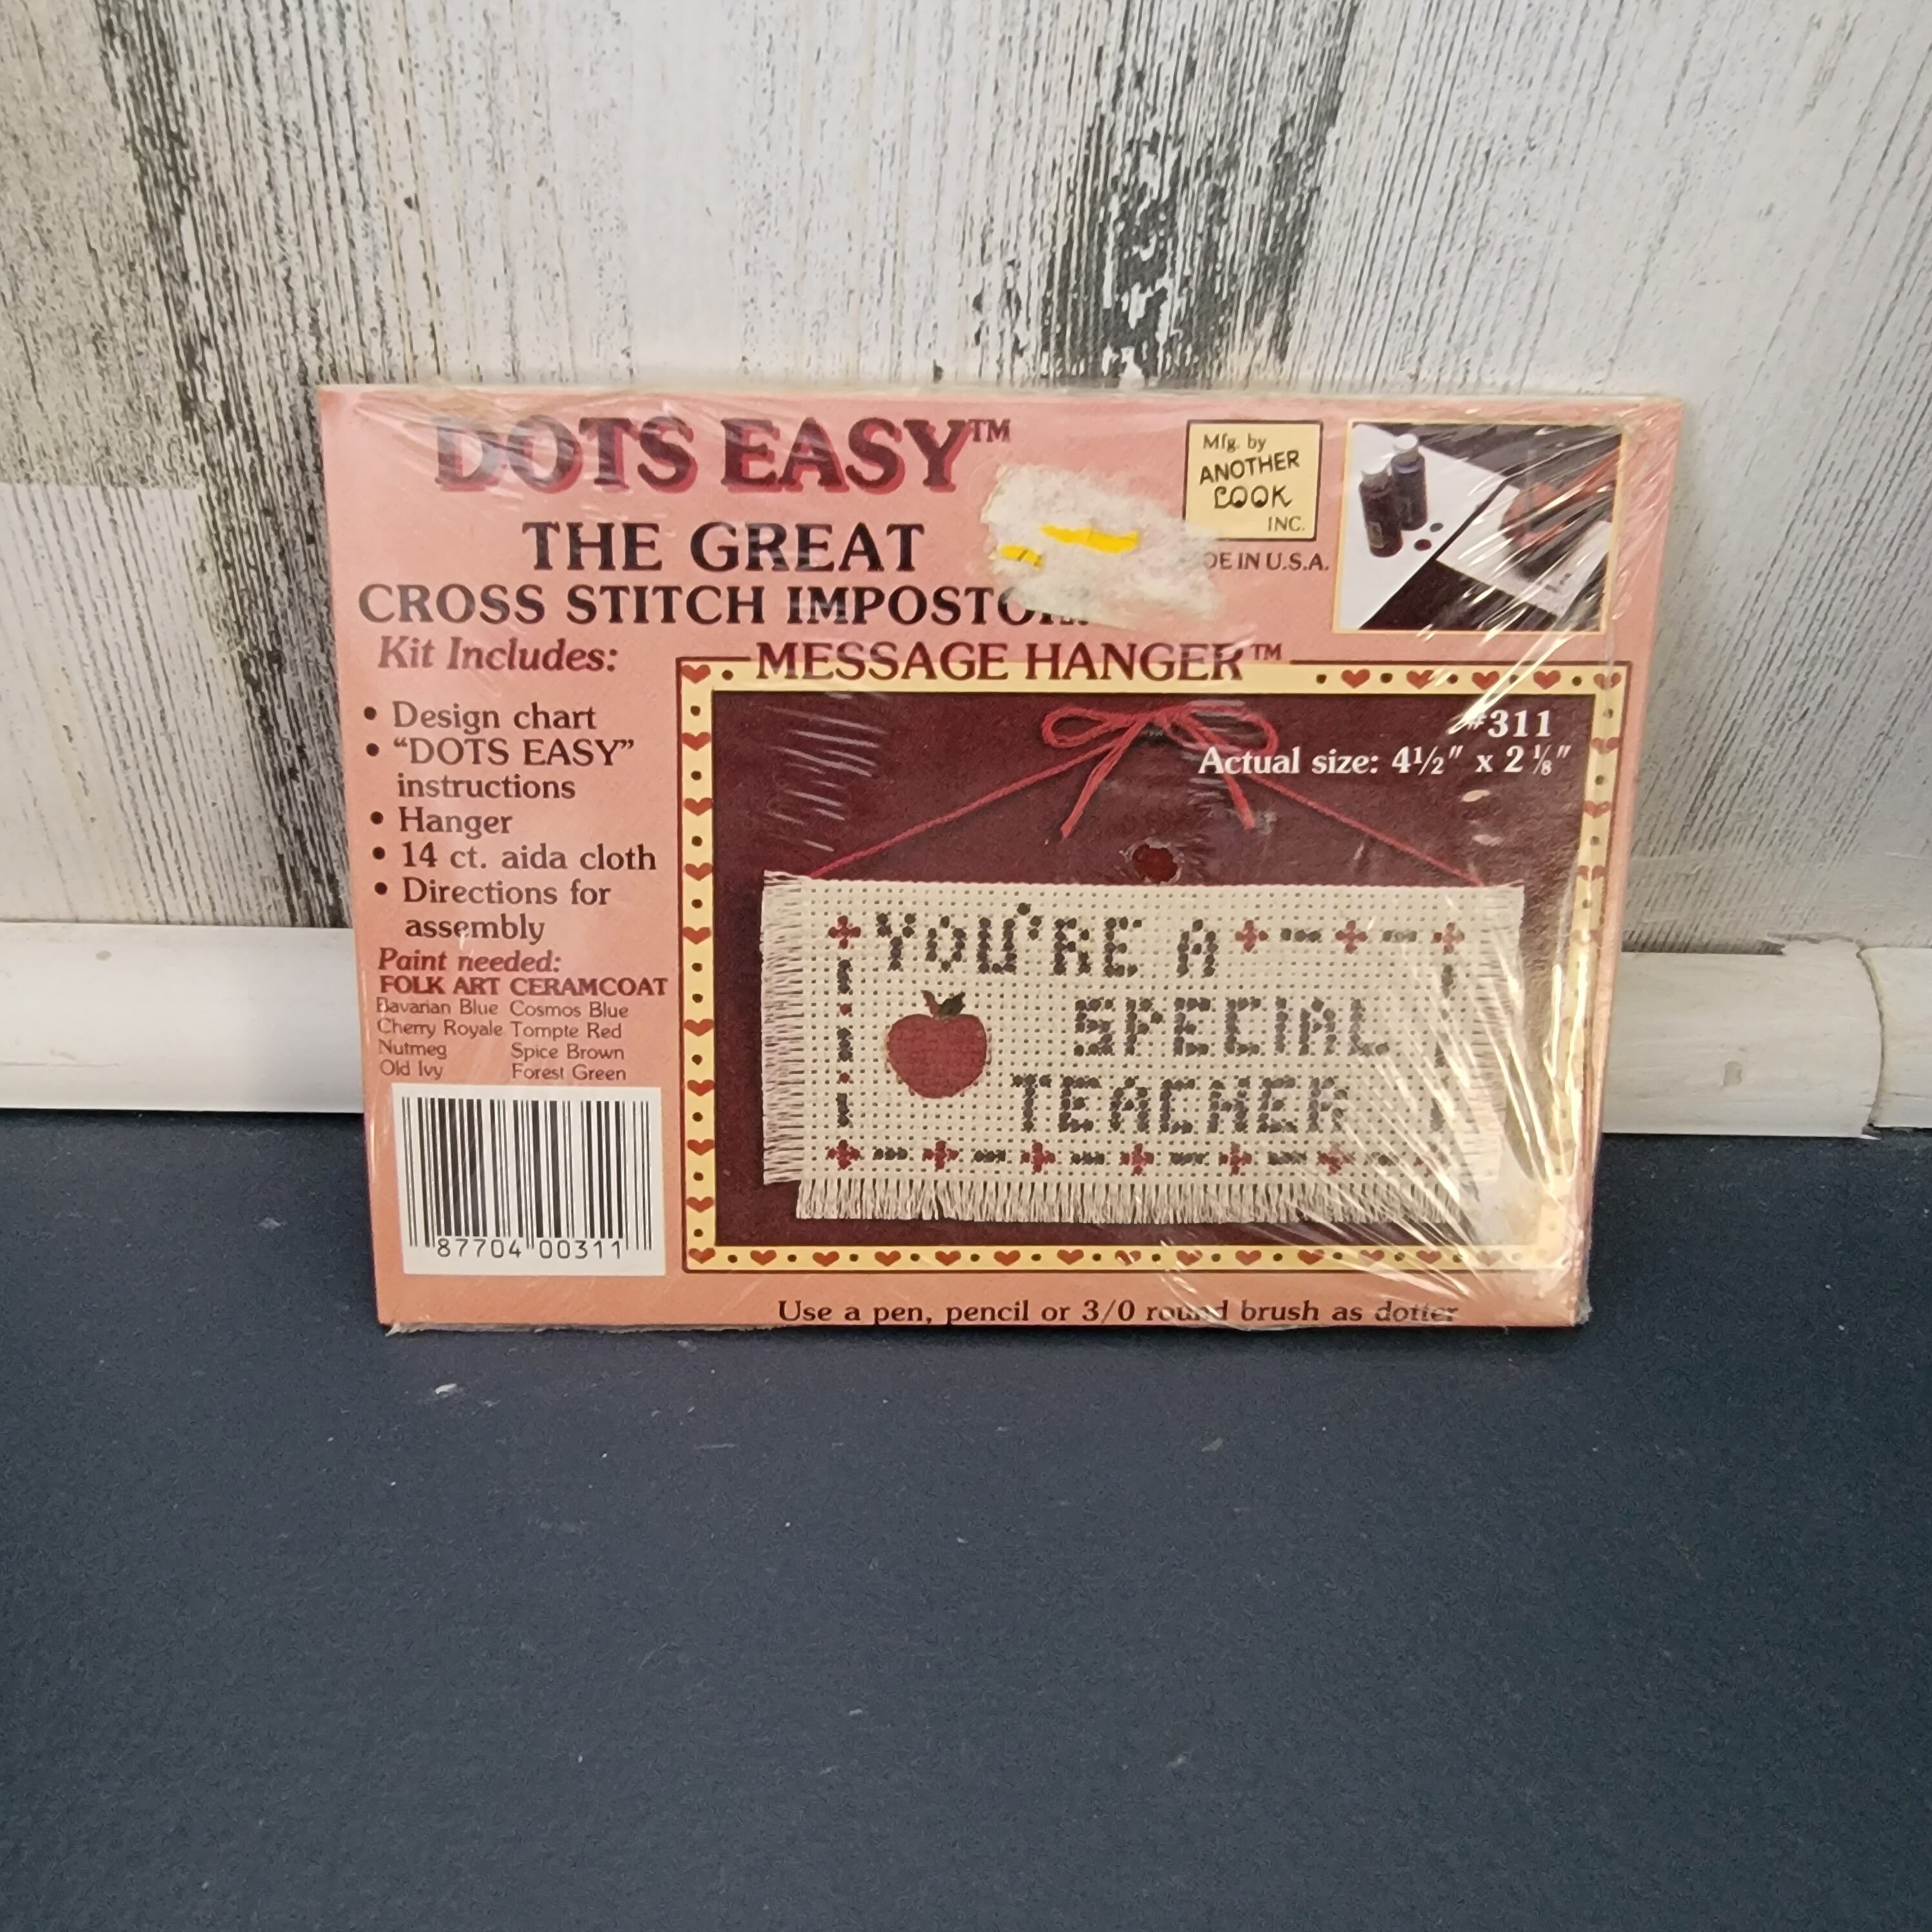 DOTS EASY™
THE GREAT
CROSS STITCH
Mfg. by
ANOTHER
LOOK
INC.
IN U.S.A.
Kit Includes:
• Design chart
• “DOTS EASY”
instructions
• Hanger
• 14 ct. aida cloth
• Directions for
assembly
Paint needed:
FOLK ART CERAMCOAT
Bavarian Blue Cosmos Blue
Cherry Royale Tompte Red
Nutmeg Spice Brown
Old Ivy Forest Green
87704 00311
MESSAGE HANGER™
#311
Actual size: 4½" x 2⅛"
YOU'RE A
SPECIAL
TEACHER
Use a pen, pencil or 3/0 round brush as dotter